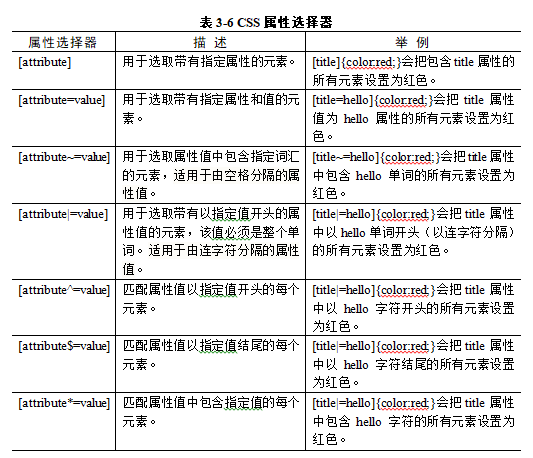 表 3-6 CSS 属性选择器
属性选择器 描 述 举 例
[attribute] 用于选取带有指定属性的元素。 [title]{color:red;}会把包含title 属性的
所有元素设置为红色。
[attribute=value] 用于选取带有指定属性和值的元 [title=hello]{color:red;}会把 title 属性
素。 值为 hello 属性的所有元素设置为红
色。
[attribute~=value] 用于选取属性值中包含指定词汇 [title~=hello]{color:red;}会把title属性
的元素，适用于由空格分隔的属 中包含 hello 单词的所有元素设置为
性值。 红色。
[attribute|=value] 用于选取带有以指定值开头的属 [title|=hello]{color:red;}会把 title 属性
性值的元素，该值必须是整个单 中以hello单词开头（以连字符分隔）
词。适用于由连字符分隔的属性 的所有元素设置为红色。
值。
[attribute^=value] 匹配属性值以指定值开头的每个 [title|=hello]{color:red;}会把 title 属性
元素。 中以 hello 字符开头的所有元素设置
为红色。
[attribute$=value] 匹配属性值以指定值结尾的每个 [title|=hello]{color:red;}会把 title 属性
元素。 中以 hello 字符结尾的所有元素设置
为红色。
[attribute*=value] 匹配属性值中包含指定值的每个 [title|=hello]{color:red;}会把 title 属性
元素。 中包含 hello 字符的所有元素设置为
红色。